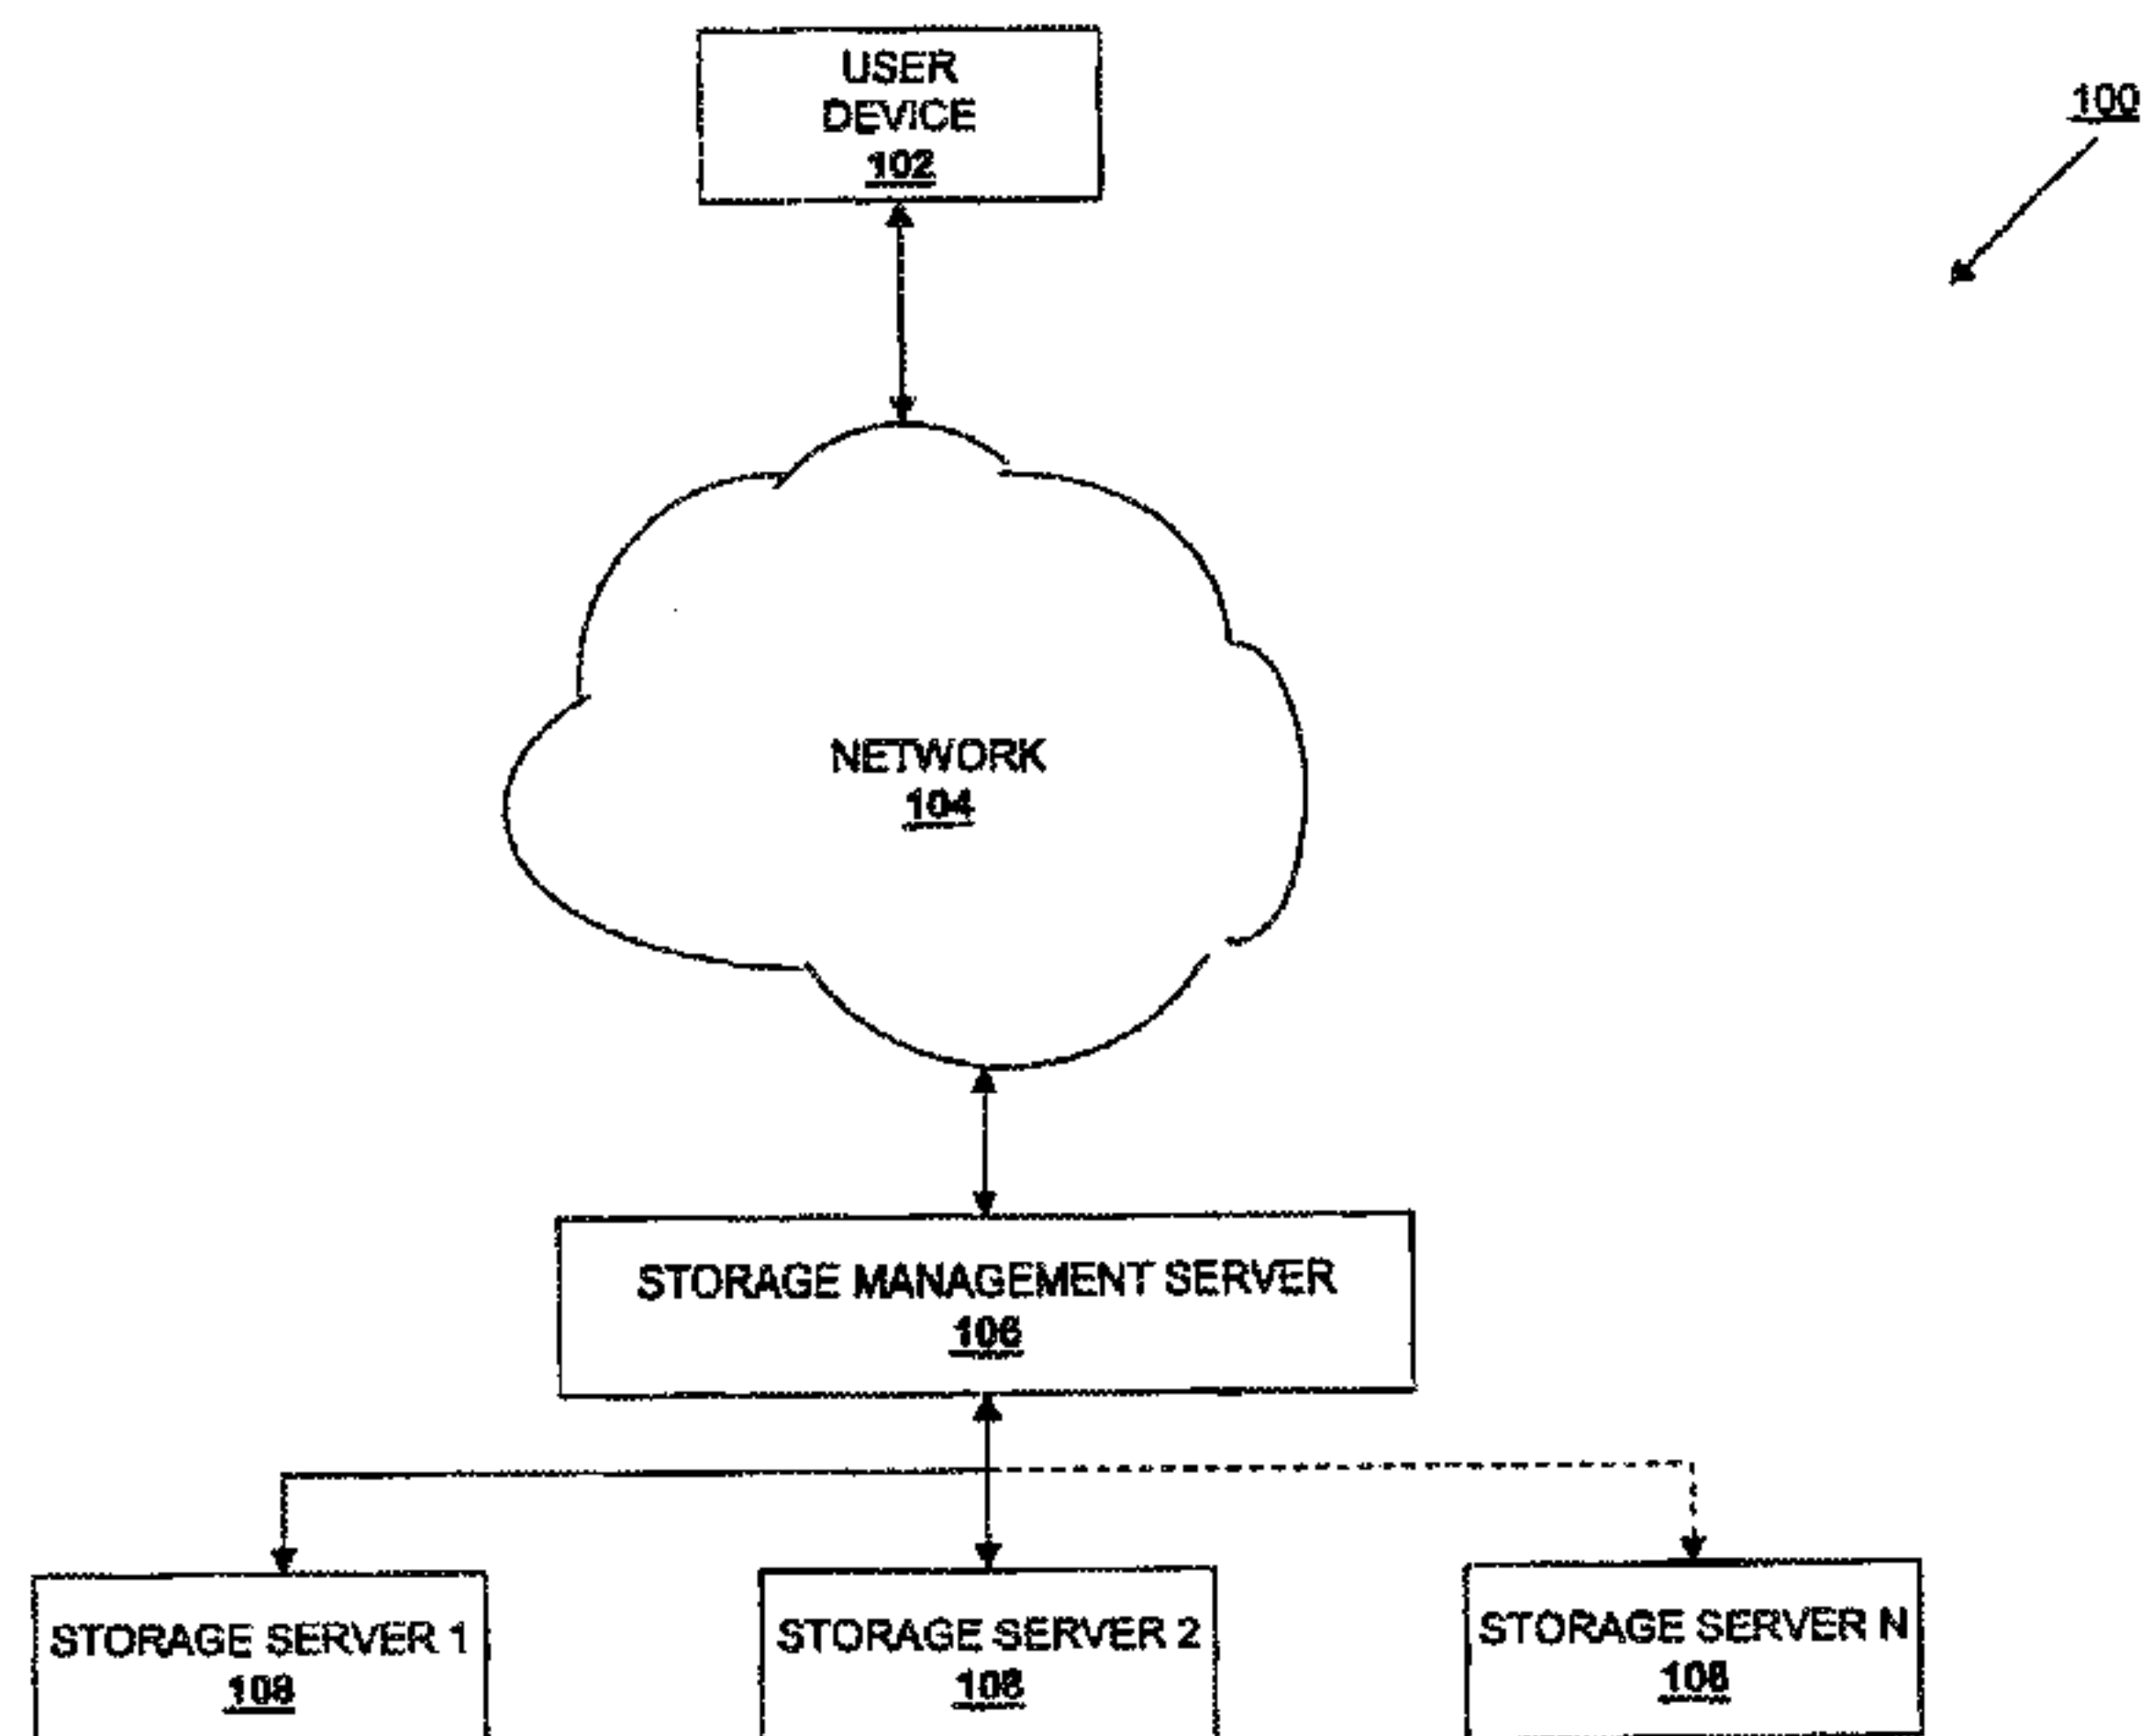 USER
DEVICE
102
100
NETWORK
104
STORAGE MANAGEMENT SERVER
106
STORAGE SERVER 1
108
STORAGE SERVER 2
108
STORAGE SERVER N
108